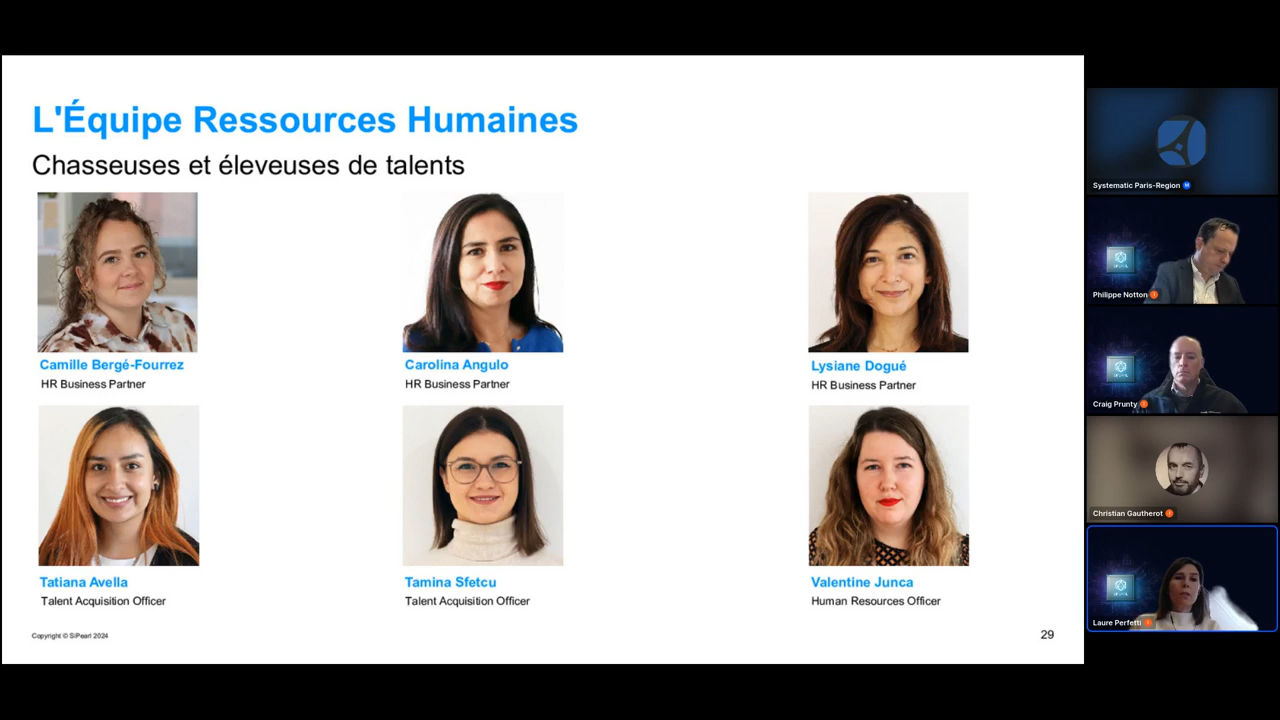 L'Équipe Ressources Humaines
Chasseuses et éleveuses de talents
Camille Bergé-Fourrez
HR Business Partner
Carolina Angulo
HR Business Partner
Lysiane Dogué
HR Business Partner
Tatiana Avella
Talent Acquisition Officer
Tamina Sfetcu
Talent Acquisition Officer
Valentine Junca
Human Resources Officer
Copyright © SiPearl 2024
29
Systematic Paris-Region
Philippe Notton
Craig Prunty
Christian Gautherot
Laure Perfetti